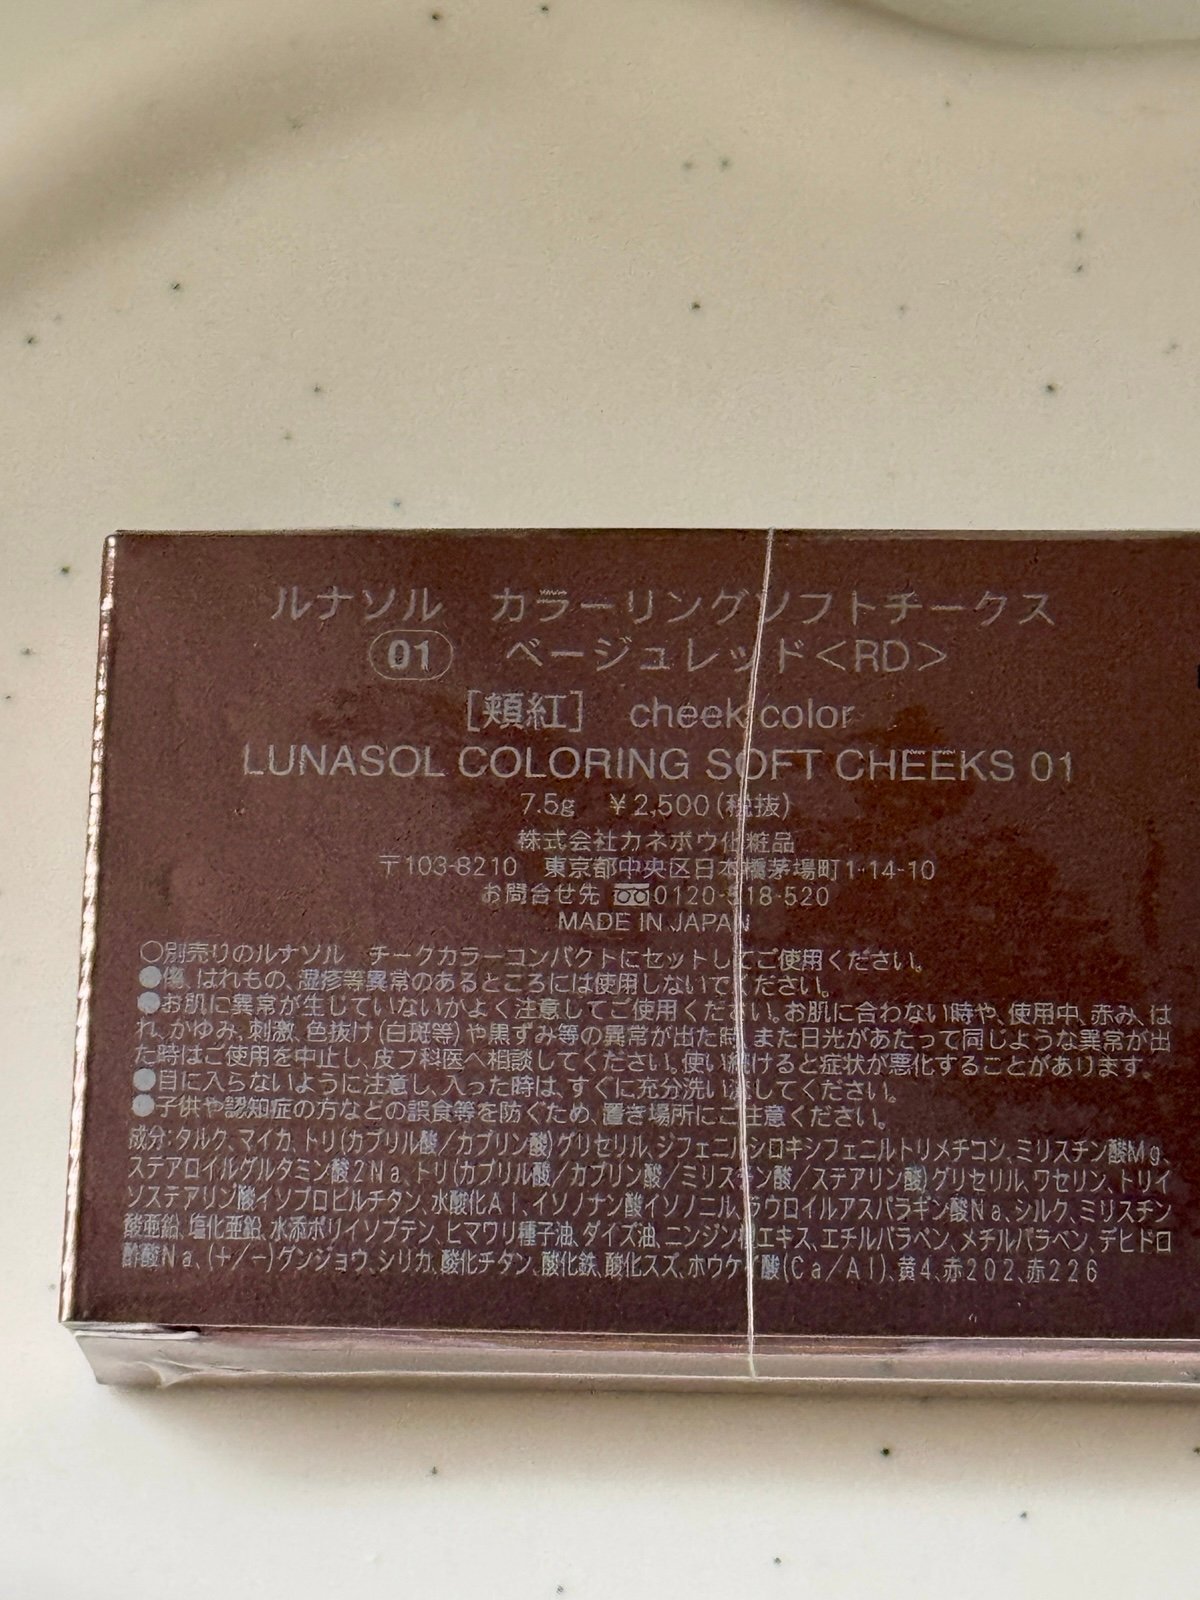 ルナソル　カラーリングソフトチークス
01　ベージュレッド<RD>
[頬紅]　cheek color
LUNASOL COLORING SOFT CHEEKS 01
7.5g　￥2,500(税抜)
株式会社カネボウ化粧品
〒103-8210　東京都中央区日本橋茅場町1-14-10
お問合せ先 0120-518-520
MADE IN JAPAN
○別売りのルナソル　チークカラーコンパクトにセットしてご使用ください。
●傷、はれもの、湿疹等異常のあるところには使用しないでください。
●お肌に異常が生じていないかよく注意してご使用ください。お肌に合わない時や、使用中、赤み、は
れ、かゆみ、刺激、色抜け(白斑等)や黒ずみ等の異常が出た時、また日光があたって同じような異常が出
た時はご使用を中止し、皮フ科医へ相談してください。使い続けると症状が悪化することがあります。
●目に入らないように注意し、入った時は、すぐに充分洗い流してください。
●子供や認知症の方などの誤食等を防ぐため、置き場所にご注意ください。
成分:タルク、マイカ、トリ(カプリル酸/カプリン酸)グリセリル、ジフェニルシロキシフェニルトリメチコン、ミリスチン酸Mg、
ステアロイルグルタミン酸2Na、トリ(カプリル酸/カプリン酸/ミリスチン酸/ステアリン酸)グリセリル、ワセリン、トリイ
ソステアリン酸イソプロピルチタン、水酸化Al、イソノナン酸イソノニル、ラウロイルアスパラギン酸Na、シルク、ミリスチン
酸亜鉛、塩化亜鉛、水添ポリイソブテン、ヒマワリ種子油、ダイズ油、ニンジン根エキス、エチルパラベン、メチルパラベン、デヒドロ
酢酸Na、(+/-)グンジョウ、シリカ、酸化チタン、酸化鉄、酸化スズ、ホウケイ酸(Ca/Al)、黄4、赤202、赤226